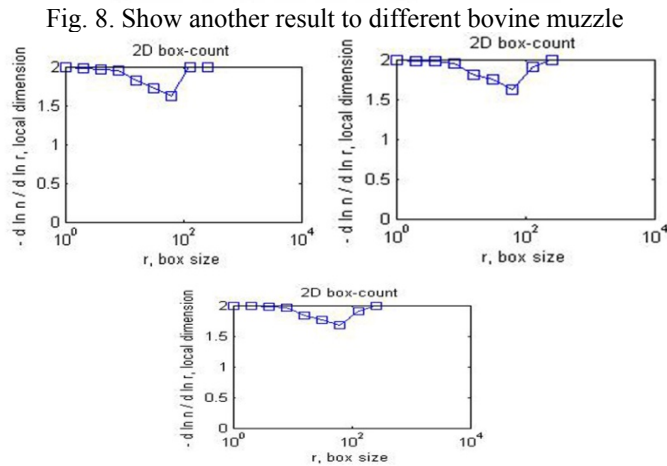 Fig. 8. Show another result to different bovine muzzle
2D box-count
- d ln n / d ln r, local dimension
2
1.5
1
0.5
0
10^0
10^2
10^4
r, box size
2D box-count
- d ln n / d ln r, local dimension
2
1.5
1
0.5
0
10^0
10^2
10^4
r, box size
2D box-count
- d ln n / d ln r, local dimension
2
1.5
1
0.5
0
10^0
10^2
10^4
r, box size